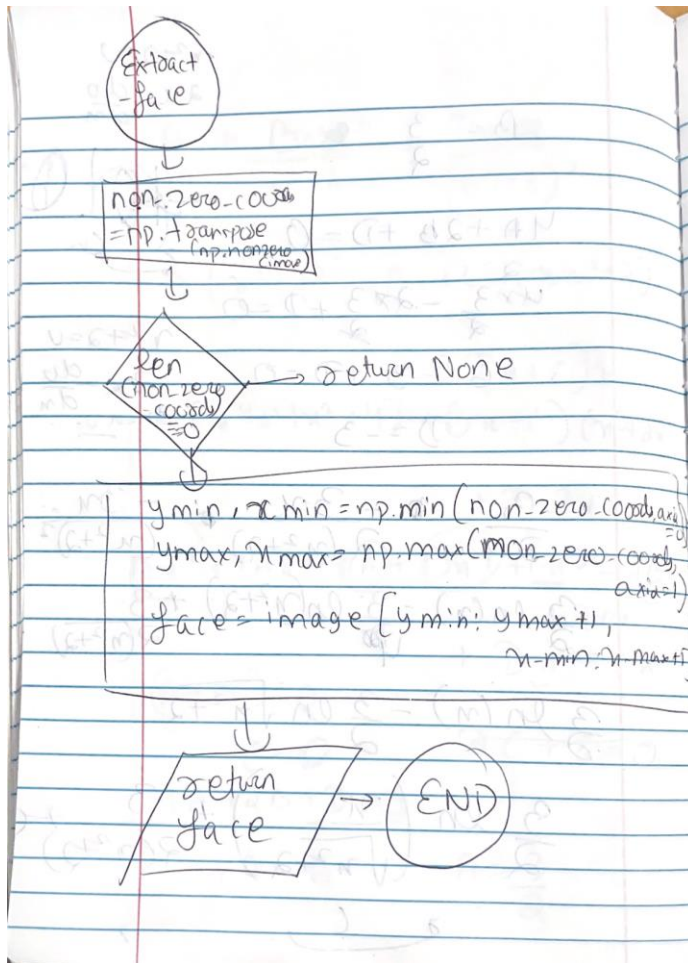 Extract
-face
non-zero-coords
=np.transpose
(np.nonzero
(image)
len
(non-zero
-coords)
==0
return None
ymin, xmin = np.min(non-zero-coords, axis
=0)
ymax, xmax = np.max(non-zero-coords,
axis=1)
face = image [ymin: ymax+1,
x-min: x-max+1]
return
face
END